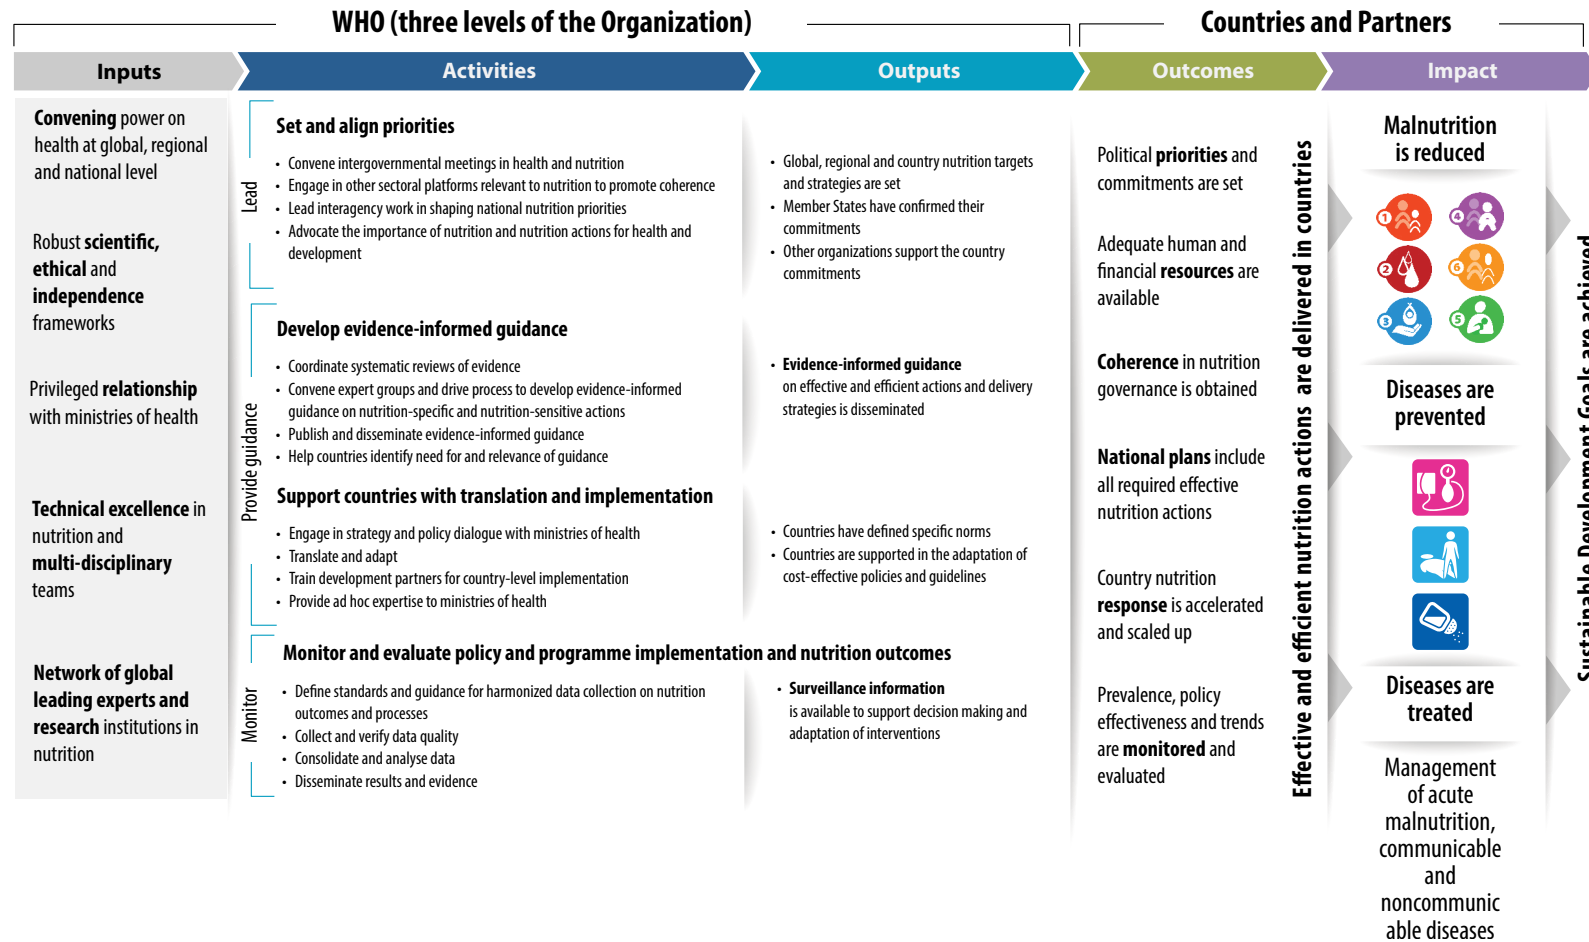 WHO (three levels of the Organization)
Countries and Partners
Inputs
Activities
Outputs
Outcomes
Impact
Convening power on
health at global, regional
and national level
Robust scientific,
ethical and
independence
frameworks
Privileged relationship
with ministries of health
Technical excellence in
nutrition and
multi-disciplinary
teams
Network of global
leading experts and
research institutions in
nutrition
Lead
Set and align priorities
• Convene intergovernmental meetings in health and nutrition
• Engage in other sectoral platforms relevant to nutrition to promote coherence
• Lead interagency work in shaping national nutrition priorities
• Advocate the importance of nutrition and nutrition actions for health and
development
Provide guidance
Develop evidence-informed guidance
• Coordinate systematic reviews of evidence
• Convene expert groups and drive process to develop evidence-informed
guidance on nutrition-specific and nutrition-sensitive actions
• Publish and disseminate evidence-informed guidance
• Help countries identify need for and relevance of guidance
Support countries with translation and implementation
• Engage in strategy and policy dialogue with ministries of health
• Translate and adapt
• Train development partners for country-level implementation
• Provide ad hoc expertise to ministries of health
Monitor
Monitor and evaluate policy and programme implementation and nutrition outcomes
• Define standards and guidance for harmonized data collection on nutrition
outcomes and processes
• Collect and verify data quality
• Consolidate and analyse data
• Disseminate results and evidence
• Global, regional and country nutrition targets
and strategies are set
• Member States have confirmed their
commitments
• Other organizations support the country
commitments
• Evidence-informed guidance
on effective and efficient actions and delivery
strategies is disseminated
• Countries have defined specific norms
• Countries are supported in the adaptation of
cost-effective policies and guidelines
• Surveillance information
is available to support decision making and
adaptation of interventions
Political priorities and
commitments are set
Adequate human and
financial resources are
available
Coherence in nutrition
governance is obtained
National plans include
all required effective
nutrition actions
Country nutrition
response is accelerated
and scaled up
Prevalence, policy
effectiveness and trends
are monitored and
evaluated
Effective and efficient nutrition actions are delivered in countries
Malnutrition
is reduced
1
4
2
6
3
5
Diseases are
prevented
Diseases are
treated
Management
of acute
malnutrition,
communicable
and
noncommunic
able diseases
Sustainable Development Goals are achieved